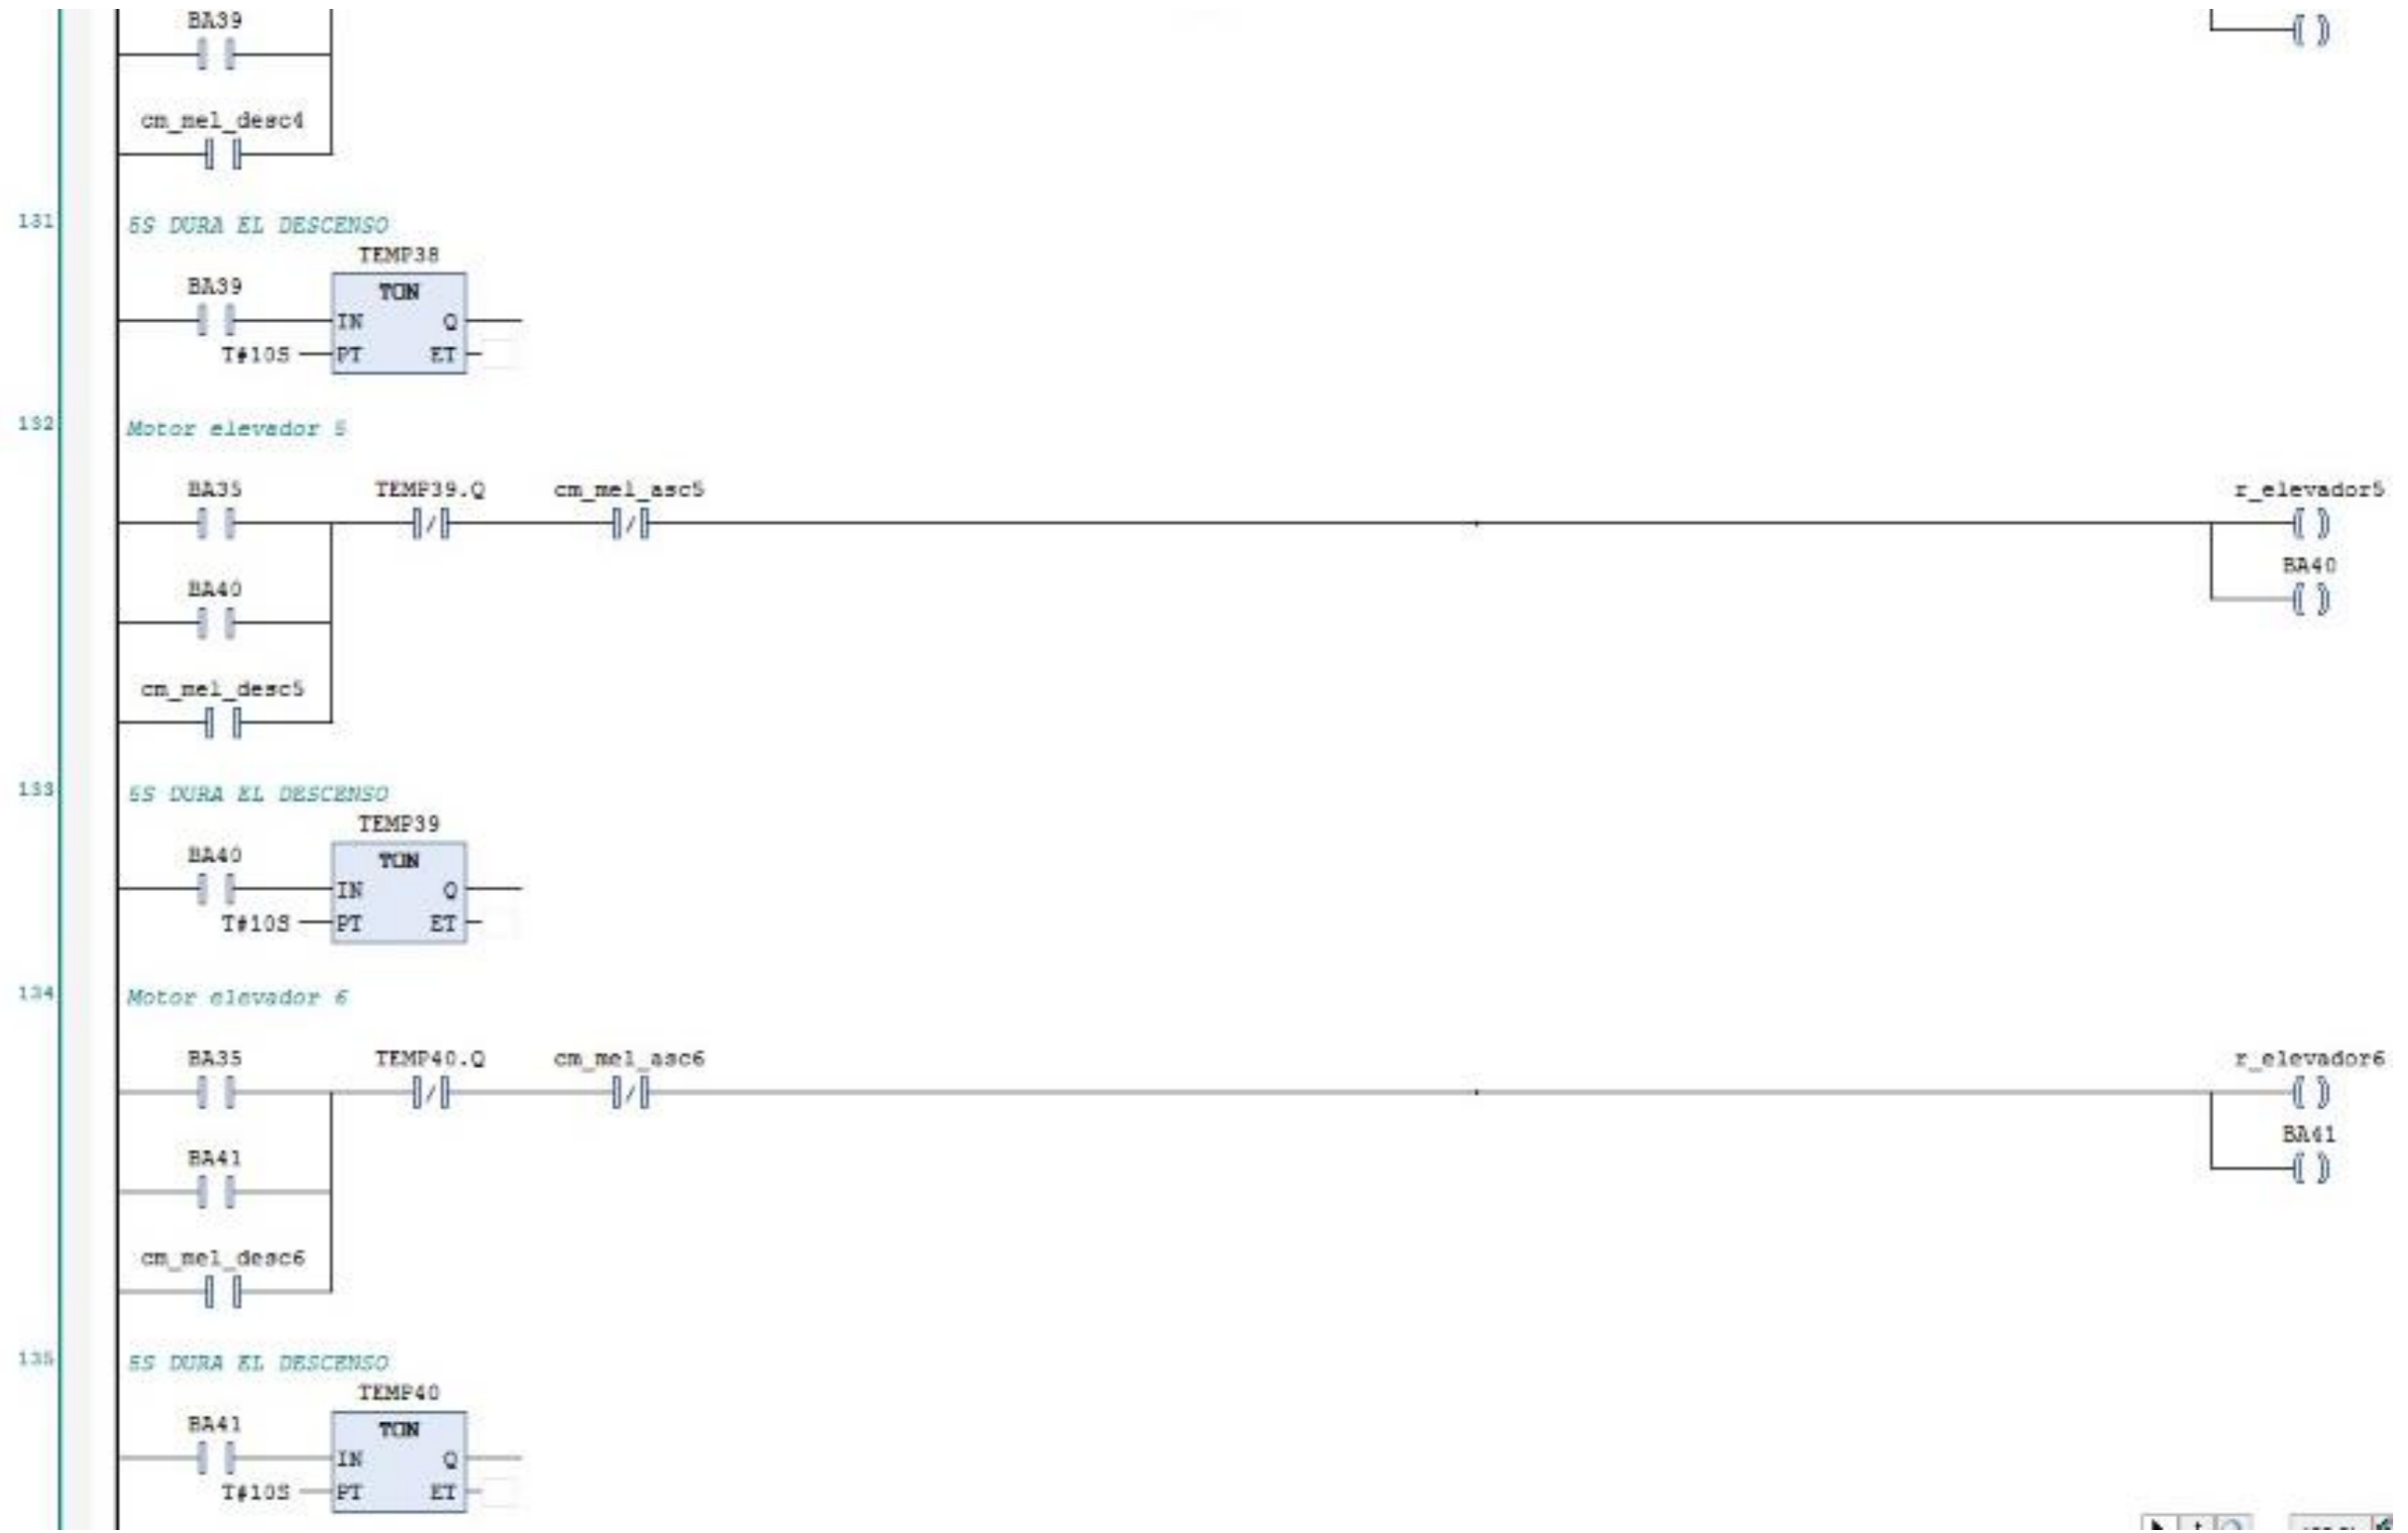 BA39
cm_mel_desc4
131
5S DURA EL DESCENSO
TEMP38
TON
BA39
IN Q
T#10S PT ET
132
Motor elevador 5
BA35 TEMP39.Q cm_mel_asc5 r_elevador5
BA40
BA40
cm_mel_desc5
133
5S DURA EL DESCENSO
TEMP39
TON
BA40
IN Q
T#10S PT ET
134
Motor elevador 6
BA35 TEMP40.Q cm_mel_asc6 r_elevador6
BA41
BA41
cm_mel_desc6
135
5S DURA EL DESCENSO
TEMP40
TON
BA41
IN Q
T#10S PT ET